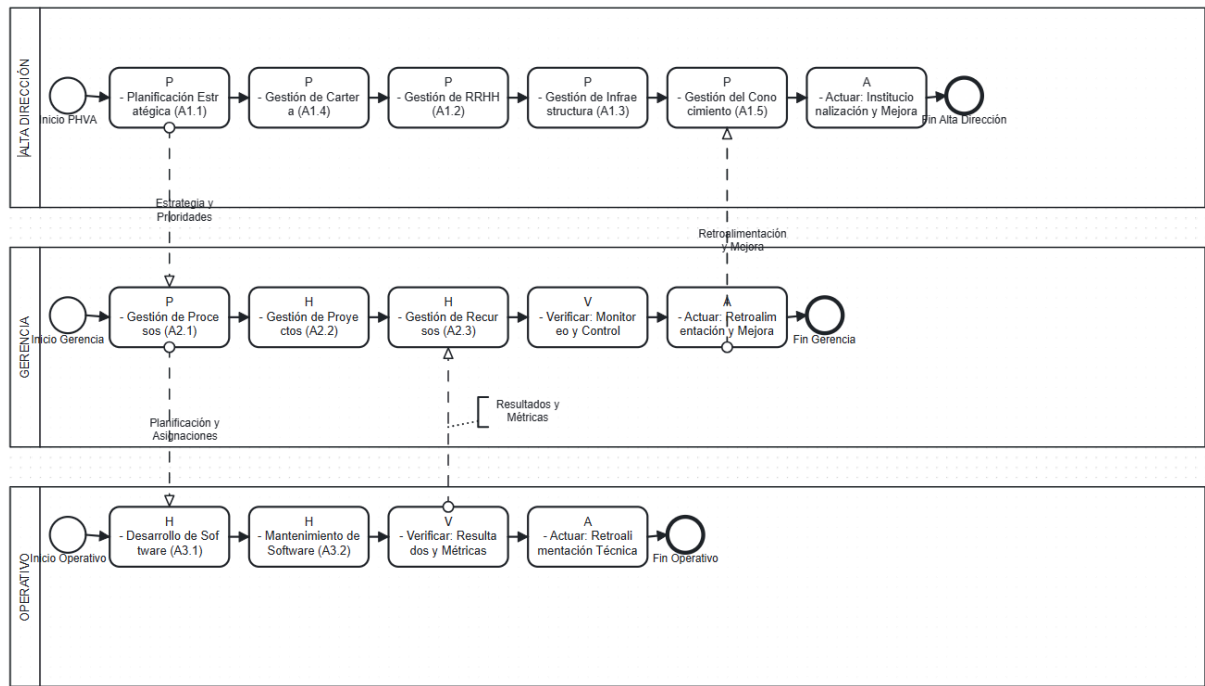 ALTA DIRECCIÓN
Inicio PHVA
P
- Planificación Estr
atégica (A1.1)
P
- Gestión de Carter
a (A1.4)
P
- Gestión de RRHH
(A1.2)
P
- Gestión de Infrae
structura (A1.3)
P
- Gestión del Cono
cimiento (A1.5)
A
- Actuar: Institucio
nalización y Mejora
Fin Alta Dirección
Estrategia y
Prioridades
Retroalimentación
y Mejora
GERENCIA
Inicio Gerencia
P
- Gestión de Proce
sos (A2.1)
H
- Gestión de Proye
ctos (A2.2)
H
- Gestión de Recur
sos (A2.3)
V
- Verificar: Monitor
eo y Control
A
- Actuar: Retroalim
entación y Mejora
Fin Gerencia
Planificación y
Asignaciones
Resultados y
Métricas
OPERATIVO
Inicio Operativo
H
- Desarrollo de Sof
tware (A3.1)
H
- Mantenimiento de
Software (A3.2)
V
- Verificar: Resulta
dos y Métricas
A
- Actuar: Retroali
mentación Técnica
Fin Operativo